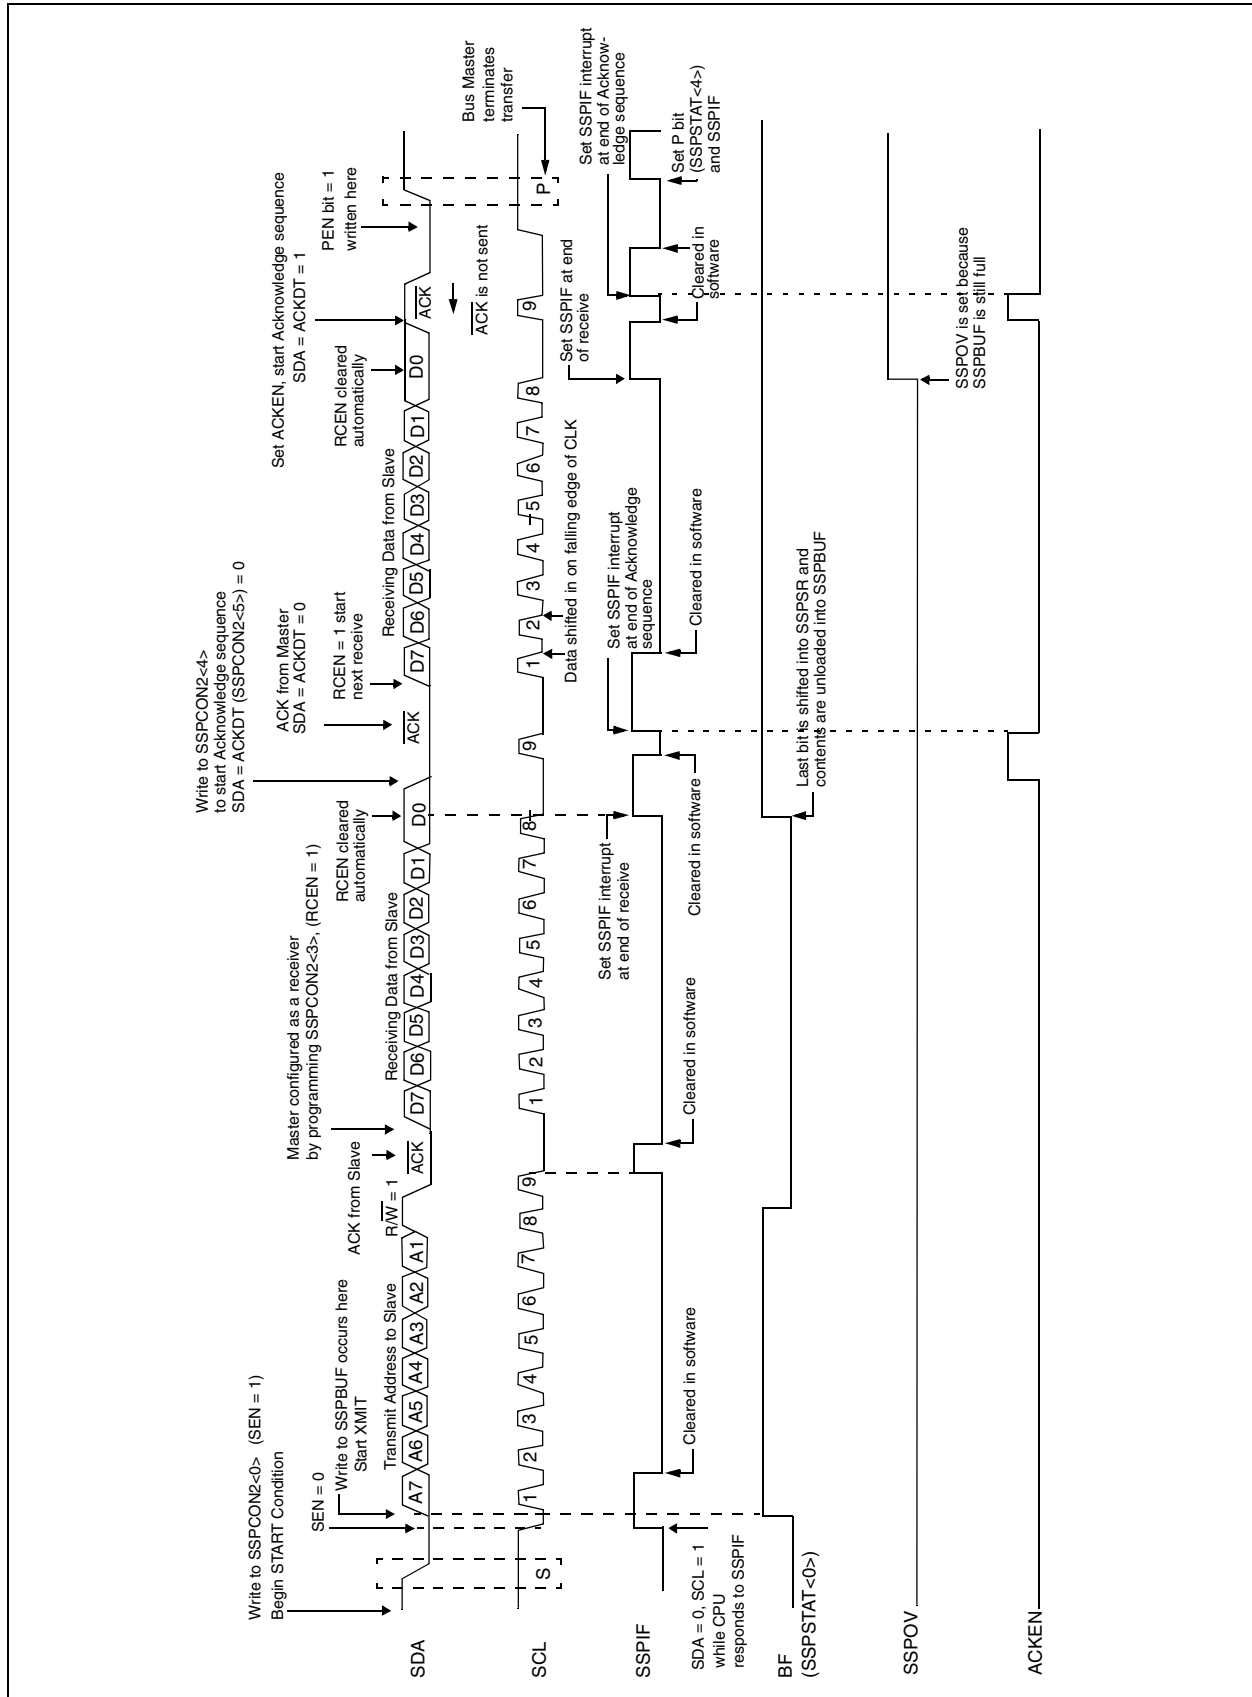 Write to SSPCON2<0> (SEN = 1)
Begin START Condition
SEN = 0
Write to SSPBUF occurs here
Start XMIT
Transmit Address to Slave
R/W = 1
ACK from Slave
Master configured as a receiver
by programming SSPCON2<3>, (RCEN = 1)
Receiving Data from Slave
RCEN cleared
automatically
Write to SSPCON2<4>
to start Acknowledge sequence
SDA = ACKDT (SSPCON2<5>) = 0
ACK from Master
SDA = ACKDT = 0
RCEN = 1 start
next receive
Receiving Data from Slave
RCEN cleared
automatically
Set ACKEN, start Acknowledge sequence
SDA = ACKDT = 1
PEN bit = 1
written here
SDA
A7 A6 A5 A4 A3 A2 A1
ACK
D7 D6 D5 D4 D3 D2 D1 D0
ACK
D7 D6 D5 D4 D3 D2 D1 D0
ACK
ACK is not sent
Bus Master
terminates
transfer
SCL
S
1 2 3 4 5 6 7 8 9
1 2 3 4 5 6 7 8 9
1 2 3 4 5 6 7 8 9
P
Data shifted in on falling edge of CLK
SSPIF
SDA = 0, SCL = 1
while CPU
responds to SSPIF
Cleared in software
Cleared in software
Set SSPIF interrupt
at end of receive
Cleared in software
Set SSPIF interrupt
at end of Acknowledge
sequence
Cleared in software
Set SSPIF at end
of receive
Cleared in
software
Set SSPIF interrupt
at end of Acknow-
ledge sequence
Set P bit
(SSPSTAT<4>)
and SSPIF
BF
(SSPSTAT<0>)
Last bit is shifted into SSPSR and
contents are unloaded into SSPBUF
SSPOV
SSPOV is set because
SSPBUF is still full
ACKEN